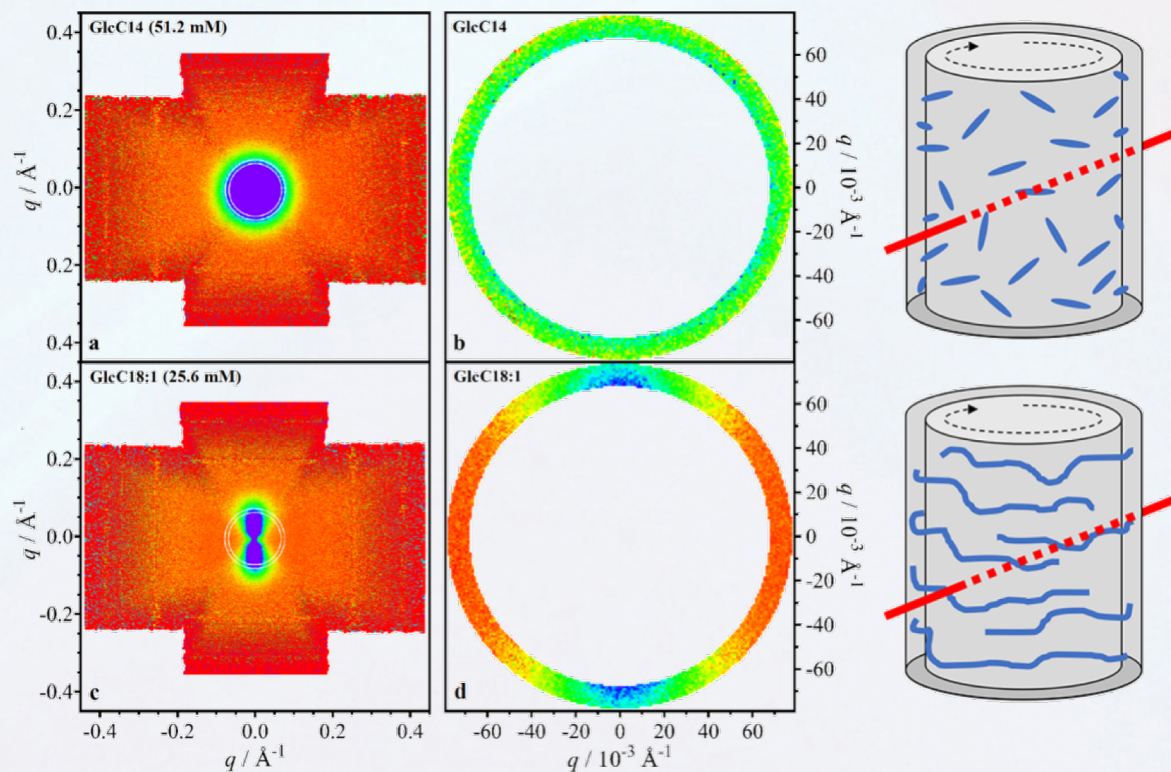 GlcC14 (51.2 mM)
GlcC14
0.4
0.2
0.0
0.2
0.4
q / Å-1
a
b
60
40
20
0
-20
-40
-60
q / 10-3 Å-1
GlcC18:1 (25.6 mM)
GlcC18:1
0.4
0.2
0.0
-0.2
-0.4
q / Å-1
c
d
60
40
20
0
-20
-40
-60
q / 10-3 Å-1
-0.4 -0.2 0.0 0.2 0.4
-60 -40 -20 0 20 40 60
q / Å-1
q / 10-3 Å-1